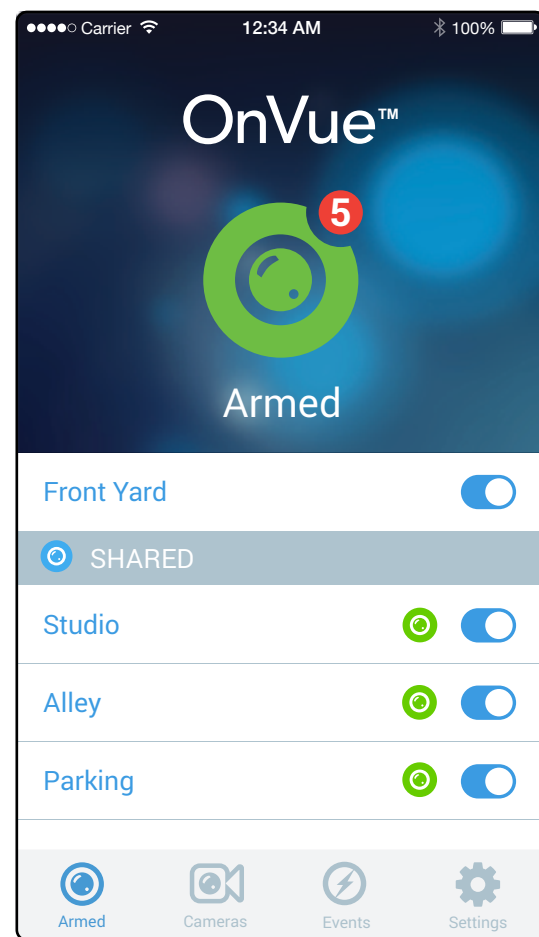 Carrier 12:34 AM 100%
OnVue™
5
Armed
Front Yard
SHARED
Studio
Alley
Parking
Armed Cameras Events Settings